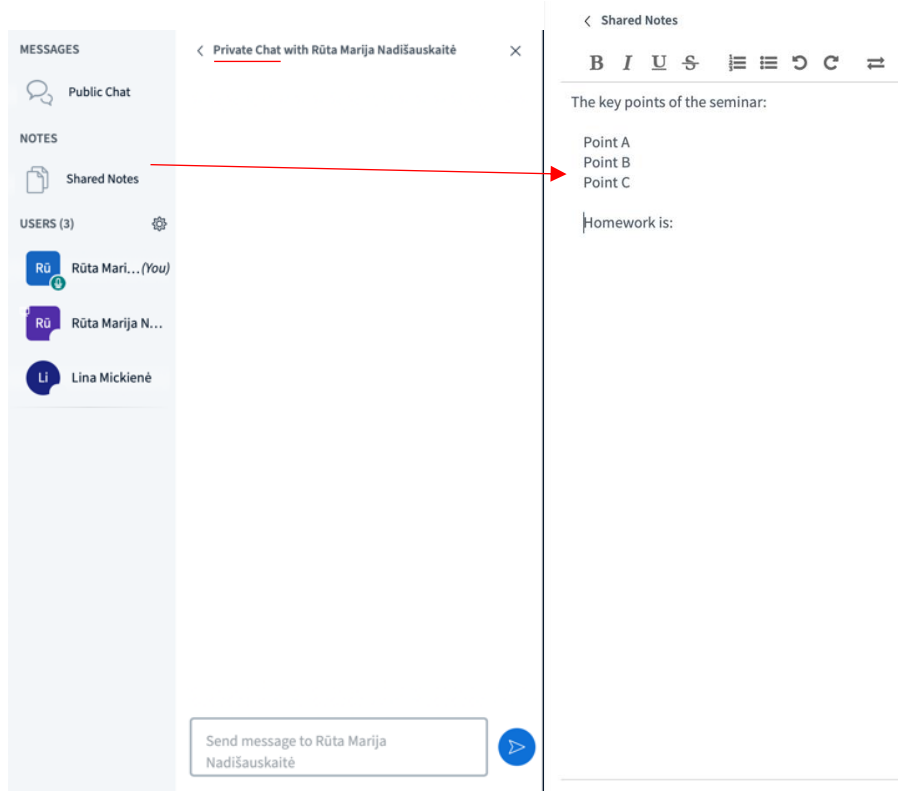 MESSAGES
Public Chat
NOTES
Shared Notes
USERS (3)
Rū
Rūta Mari...(You)
Rū
Rūta Marija N...
Li
Lina Mickienė
Private Chat with Rūta Marija Nadišauskaitė
Send message to Rūta Marija
Nadišauskaitė
Shared Notes
B I U S
The key points of the seminar:
Point A
Point B
Point C
Homework is: